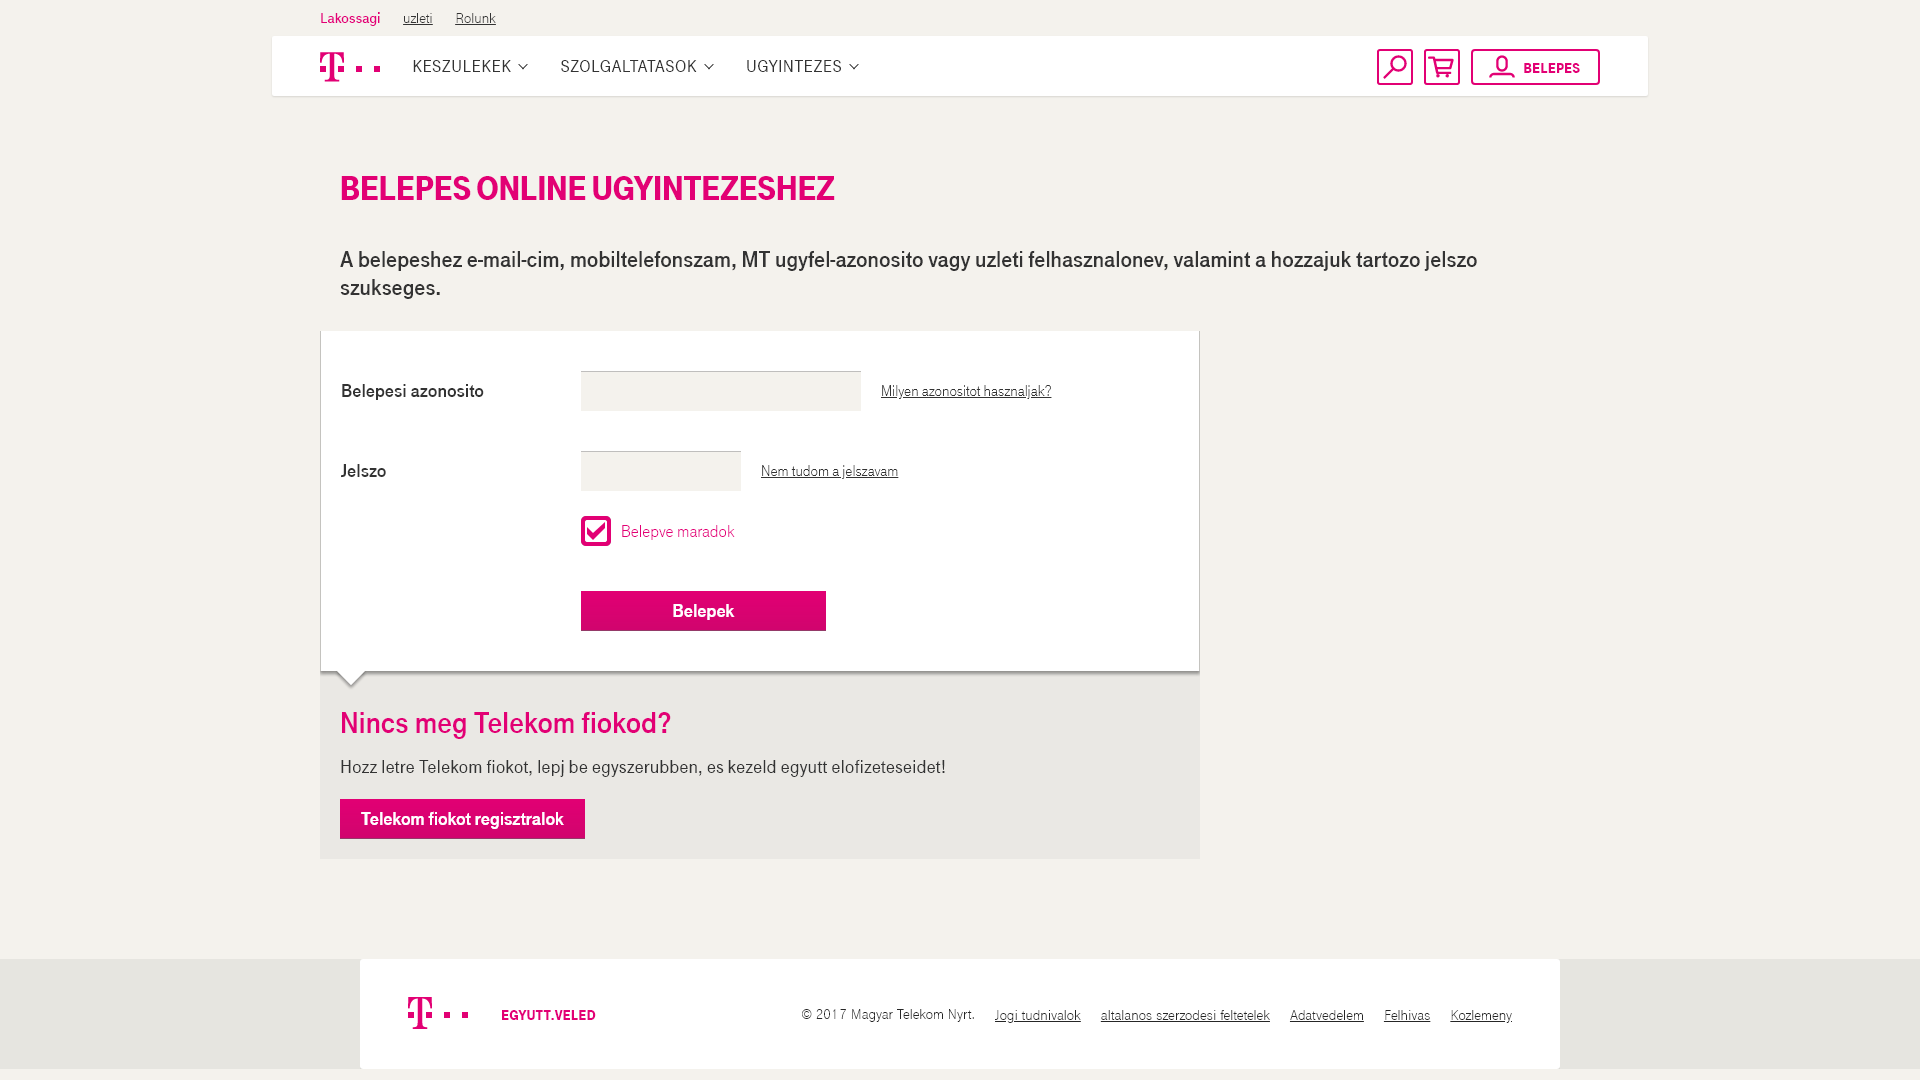 Lakossagi uzleti Rolunk
T KESZULEKEK SZOLGALTATASOK UGYINTEZES BELEPES
BELEPES ONLINE UGYINTEZESHEZ
A belepeshez e-mail-cim, mobiltelefonszam, MT ugyfel-azonosito vagy uzleti felhasznalonev, valamint a hozzajuk tartozo jelszo
szukseges.
Belepesi azonosito Milyen azonositot hasznaljak?
Jelszo Nem tudom a jelszavam
Belepve maradok
Belepek
Nincs meg Telekom fiokod?
Hozz letre Telekom fiokot, lepj be egyszerubben, es kezeld egyutt elofizeteseidet!
Telekom fiokot regisztralok
T EGYUTT.VELED © 2017 Magyar Telekom Nyrt. Jogi tudnivalok altalanos szerzodesi feltetelek Adatvedelem Felhivas Kozlemeny